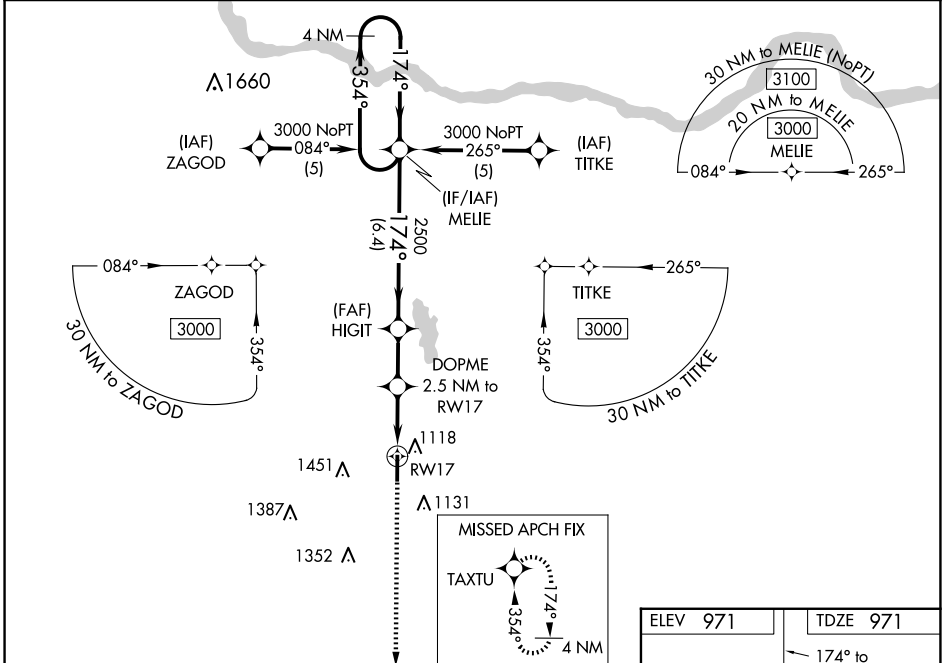 4 NM
174°
354°
1660
30 NM to MELIE (NoPT)
3100
20 NM to MELIE
3000
MELIE
084°
265°
(IAF)
ZAGOD
3000 NoPT
084°
(5)
3000 NoPT
265°
(5)
(IAF)
TITKE
(IF/IAF)
MELIE
2500
174°
(6.4)
084°
ZAGOD
3000
354°
30 NM to ZAGOD
265°
TITKE
3000
354°
30 NM to TITKE
(FAF)
HIGIT
DOPME
2.5 NM to
RW17
1118
RW17
1451
1387
1131
1352
MISSED APCH FIX
TAXTU
174°
354°
4 NM
ELEV 971
TDZE 971
174° to